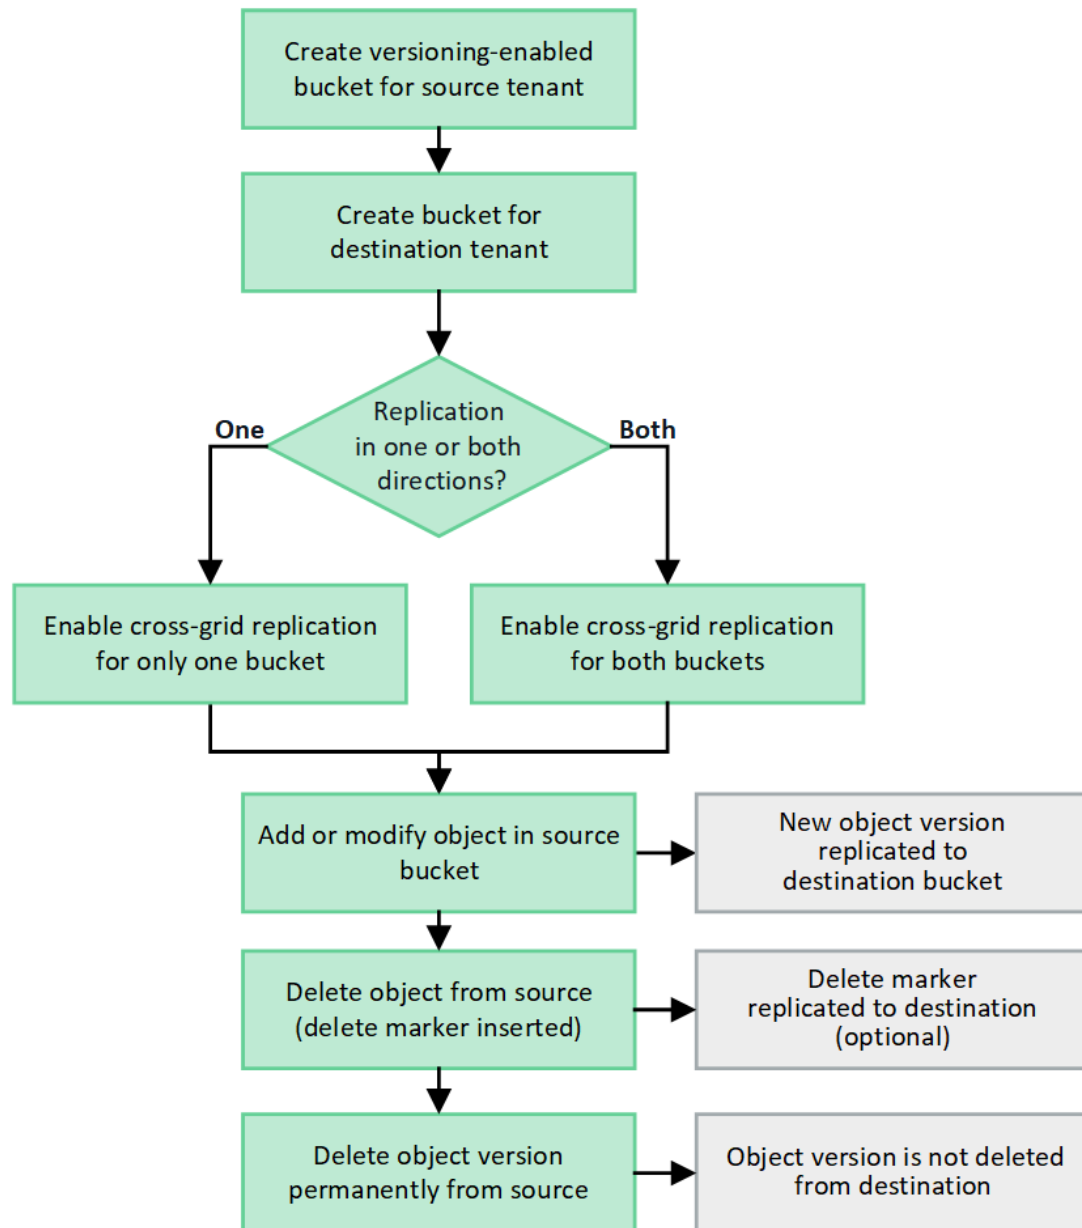 Create versioning-enabled
bucket for source tenant
Create bucket for
destination tenant
Replication
in one or both
directions?
One
Both
Enable cross-grid replication
for only one bucket
Enable cross-grid replication
for both buckets
Add or modify object in source
bucket
New object version
replicated to
destination bucket
Delete object from source
(delete marker inserted)
Delete marker
replicated to destination
(optional)
Delete object version
permanently from source
Object version is not deleted
from destination